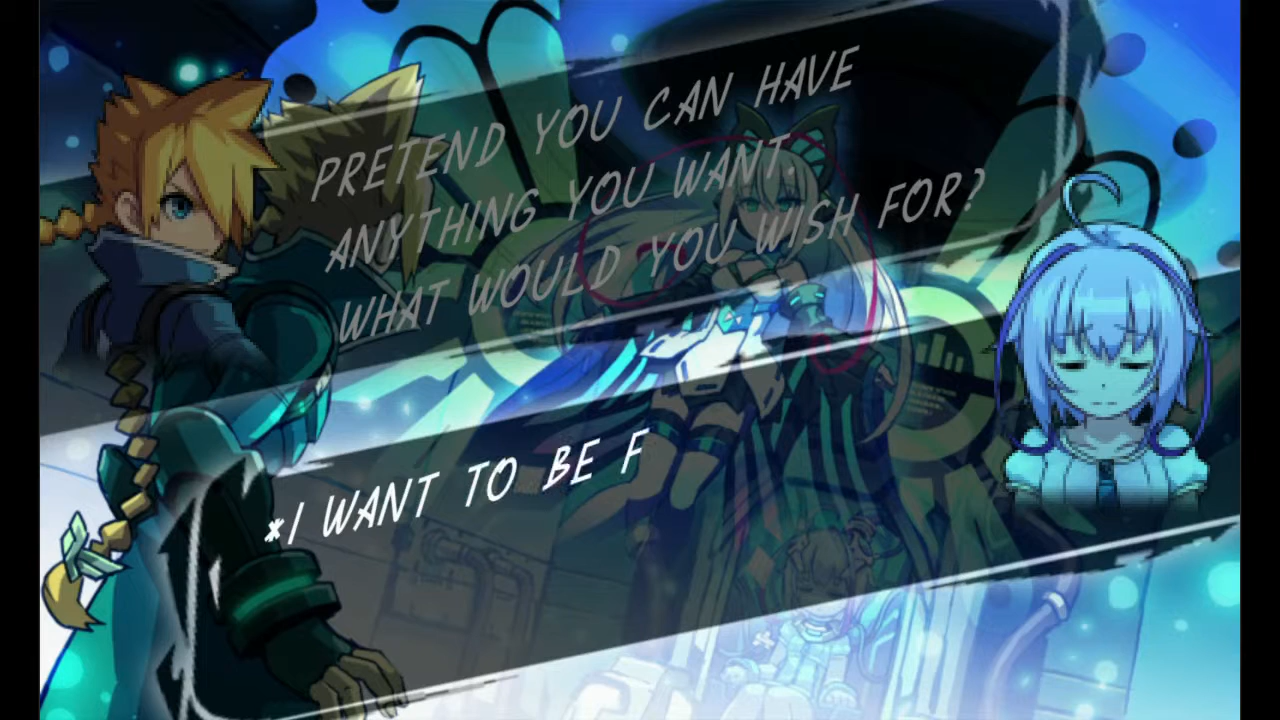 PRETEND YOU CAN HAVE
ANYTHING YOU WANT.
WHAT WOULD YOU WISH FOR?
*I WANT TO BE F